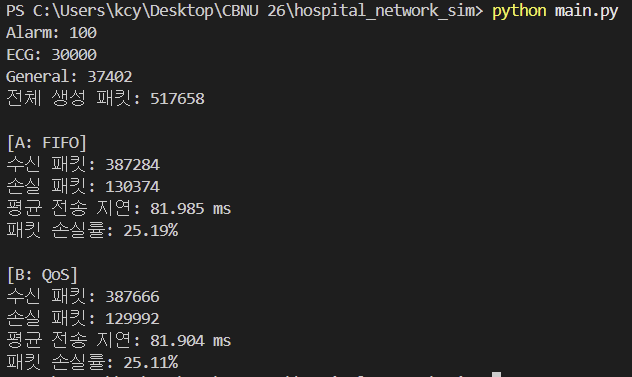 PS C:\Users\kcy\Desktop\CBNU 26\hospital_network_sim> python main.py
Alarm: 100
ECG: 30000
General: 37402
전체 생성 패킷: 517658
[A: FIFO]
수신 패킷: 387284
손실 패킷: 130374
평균 전송 지연: 81.985 ms
패킷 손실률: 25.19%
[B: QoS]
수신 패킷: 387666
손실 패킷: 129992
평균 전송 지연: 81.904 ms
패킷 손실률: 25.11%